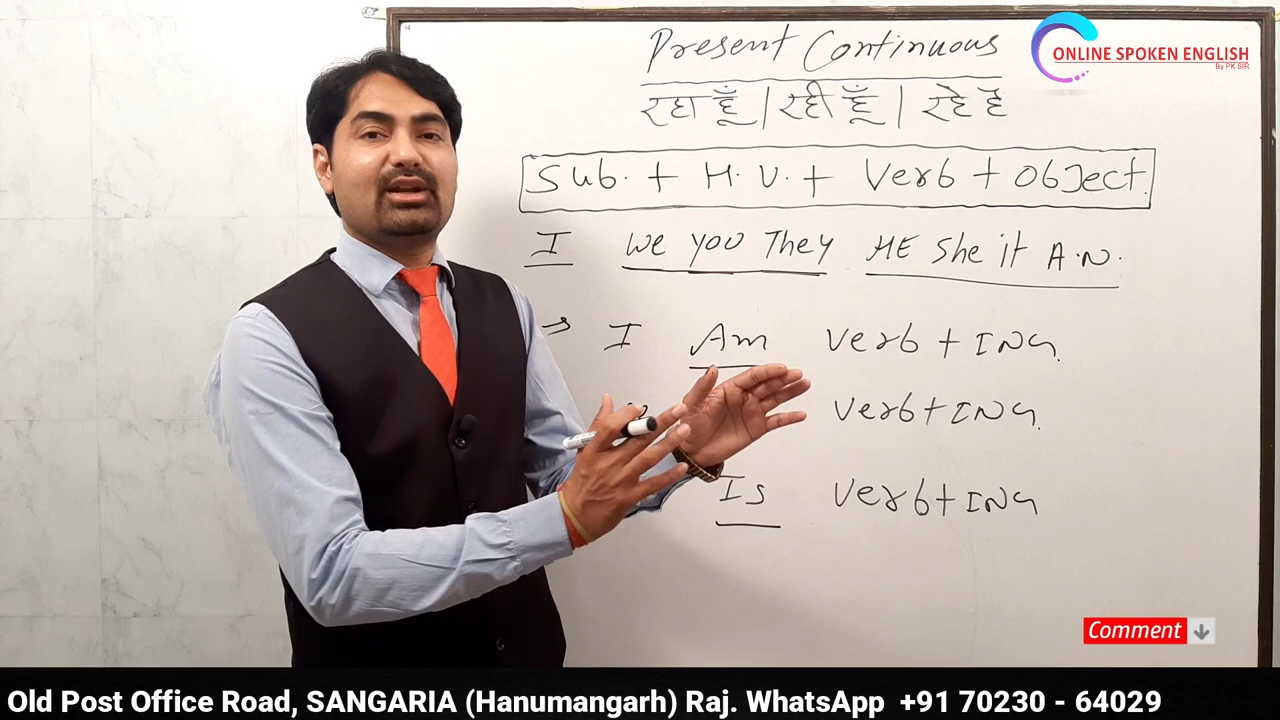 Present Continuous
ONLINE SPOKEN ENGLISH
By PK SIR
रहा हूँ | रही हूँ | रहे है
Sub. + H.V. + Verb + Object.
I We you They HE She it A.N.
→ I Am Verb + ING.
Verb + ING.
Is Verb + ING
Comment
Old Post Office Road, SANGARIA (Hanumangarh) Raj. WhatsApp +91 70230 - 64029